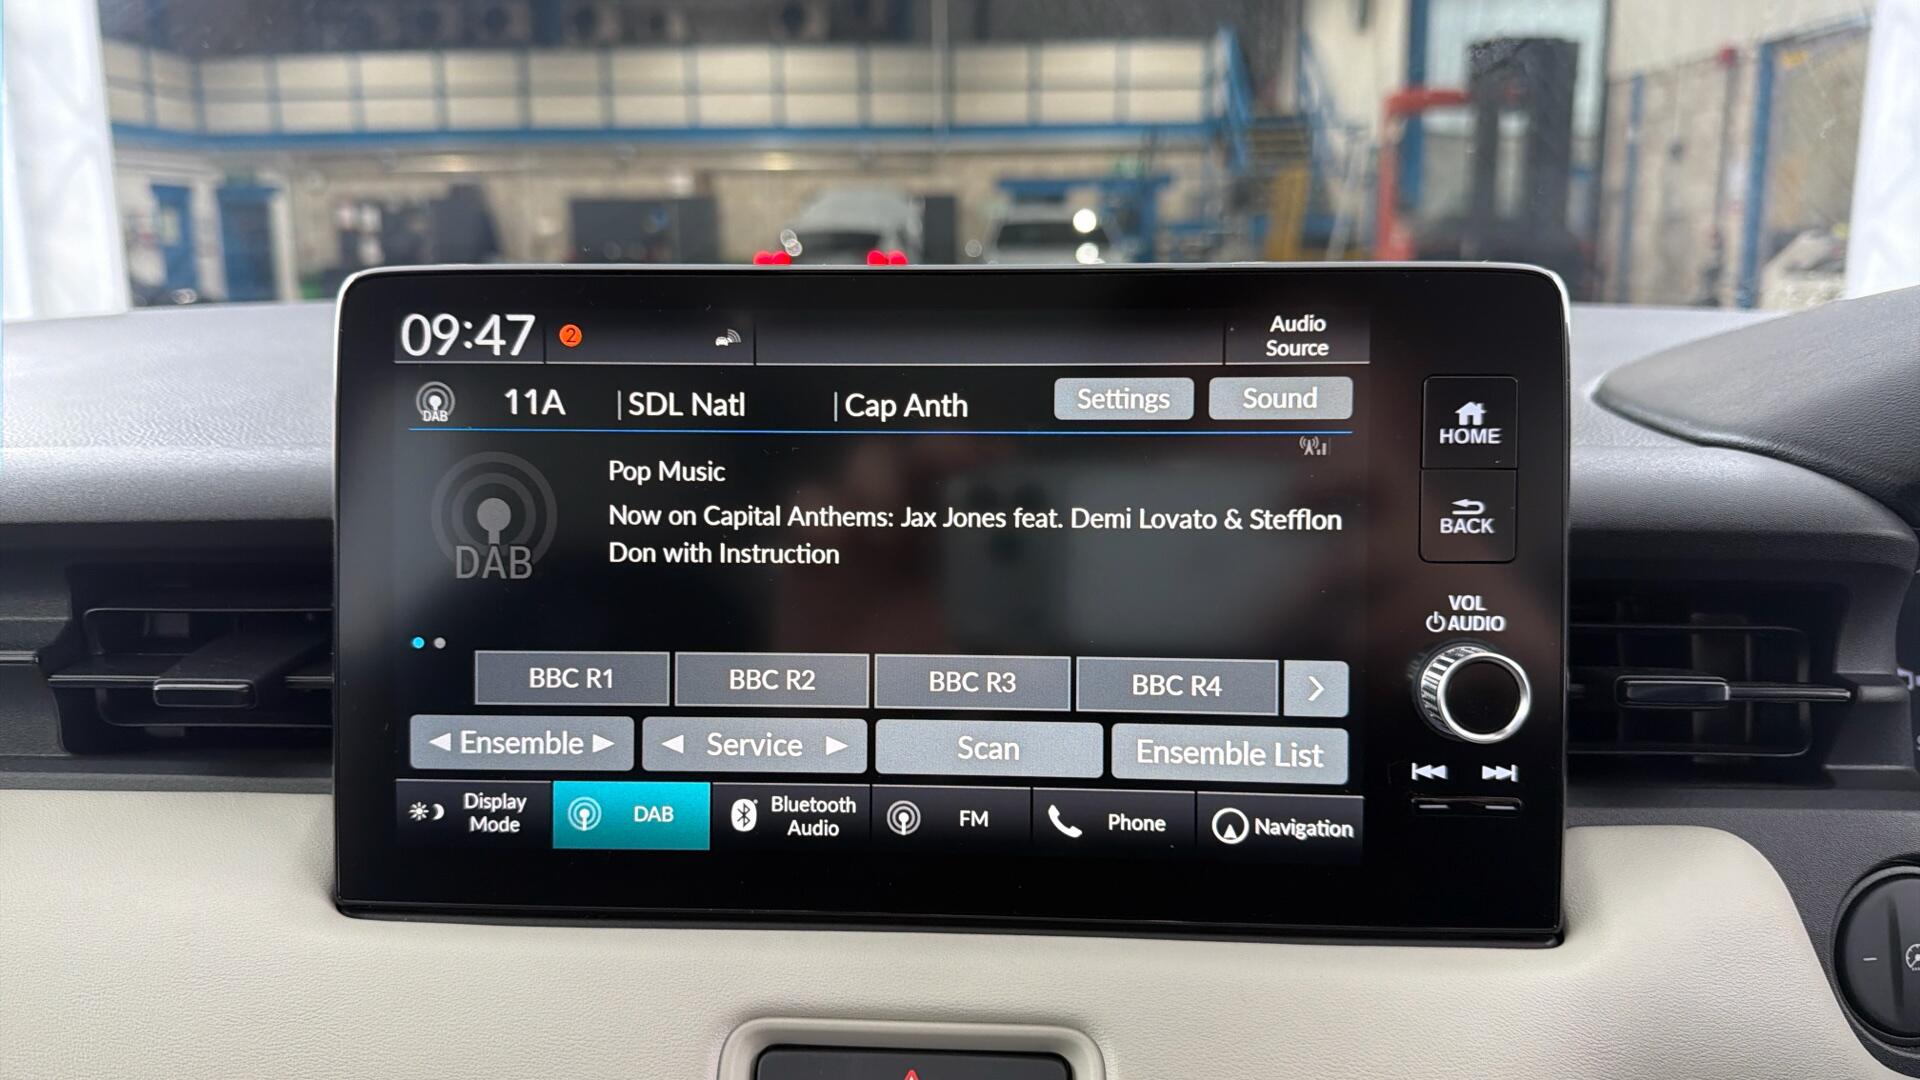 09:47
2
Audio
Source
DAB
11A
|SDL Natl
|Cap Anth
Settings
Sound
HOME
Pop Music
Now on Capital Anthems: Jax Jones feat. Demi Lovato & Stefflon
Don with Instruction
DAB
BACK
VOL
AUDIO
BBC R1
BBC R2
BBC R3
BBC R4
Ensemble
Service
Scan
Ensemble List
Display
Mode
DAB
Bluetooth
Audio
FM
Phone
Navigation